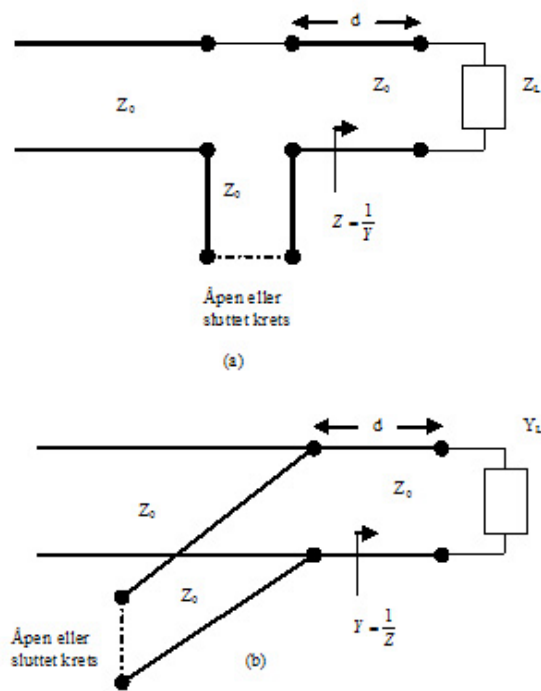 d
Z₀
Z₀
Z_L
Z₀
Z = 1/Y
Åpen eller
sluttet krets
(a)
d
Y_L
Z₀
Z₀
Z₀
Y = 1/Z
Åpen eller
sluttet krets
(b)